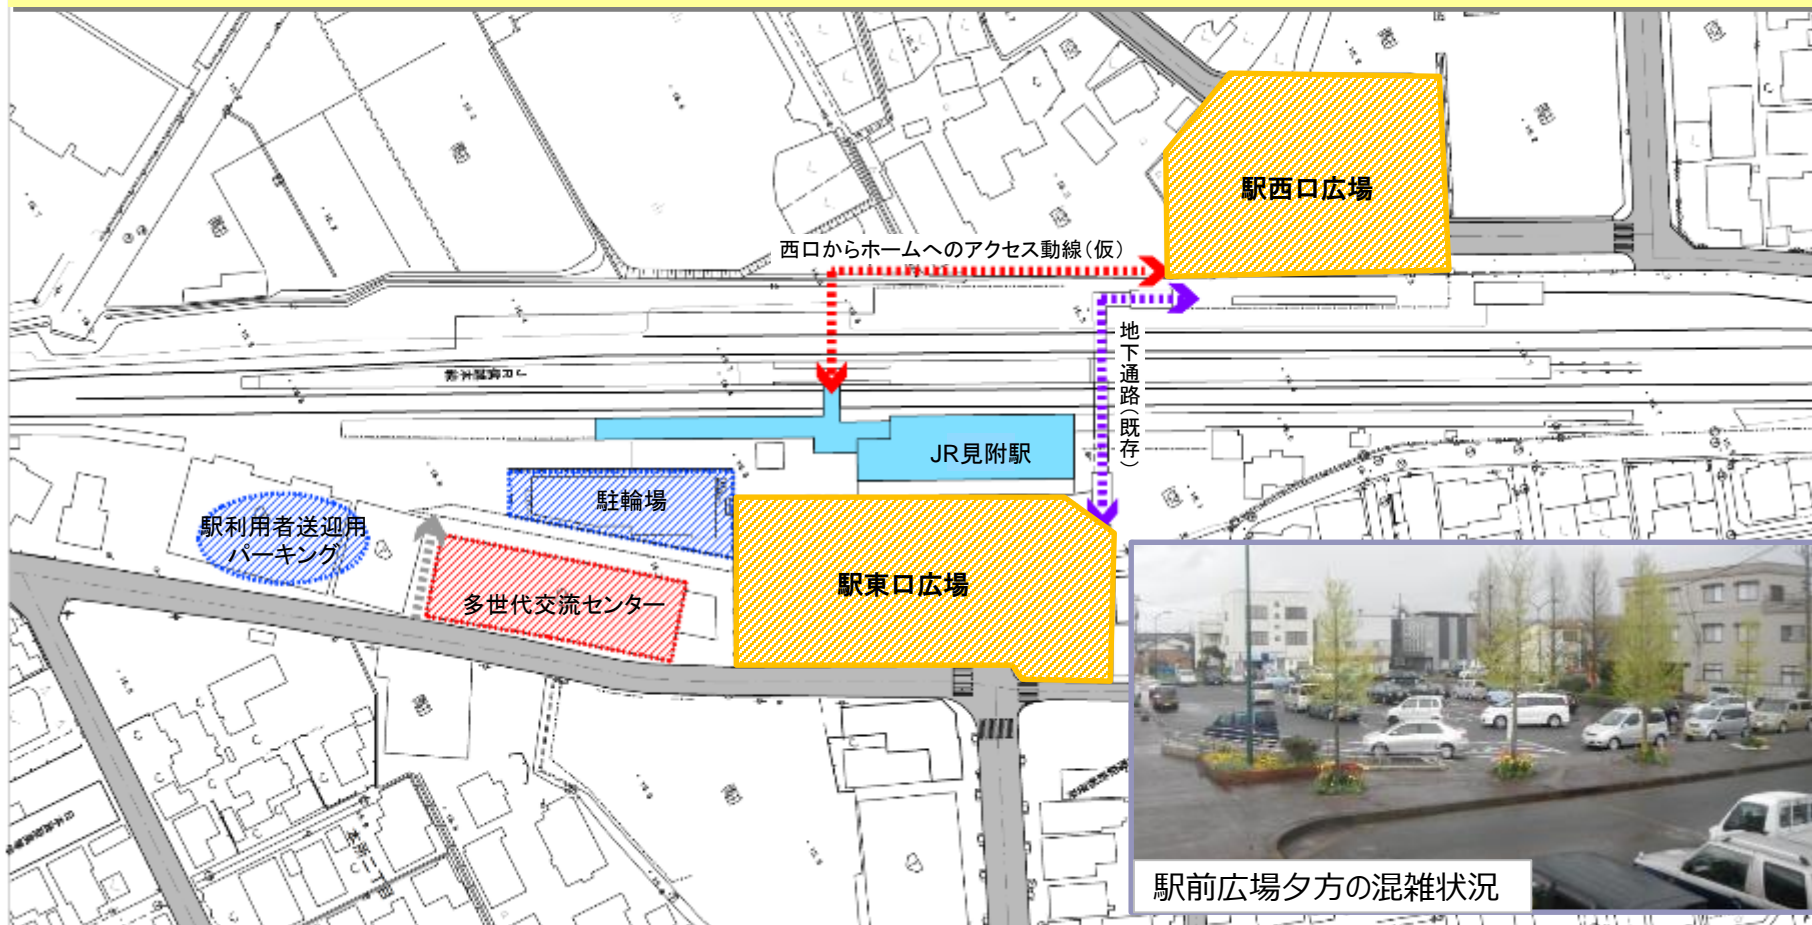 駅西口広場
西口からホームへのアクセス動線(仮)
地下通路(既存)
JR見附駅
駐輪場
駅利用者送迎用
パーキング
多世代交流センター
駅東口広場
駅前広場夕方の混雑状況